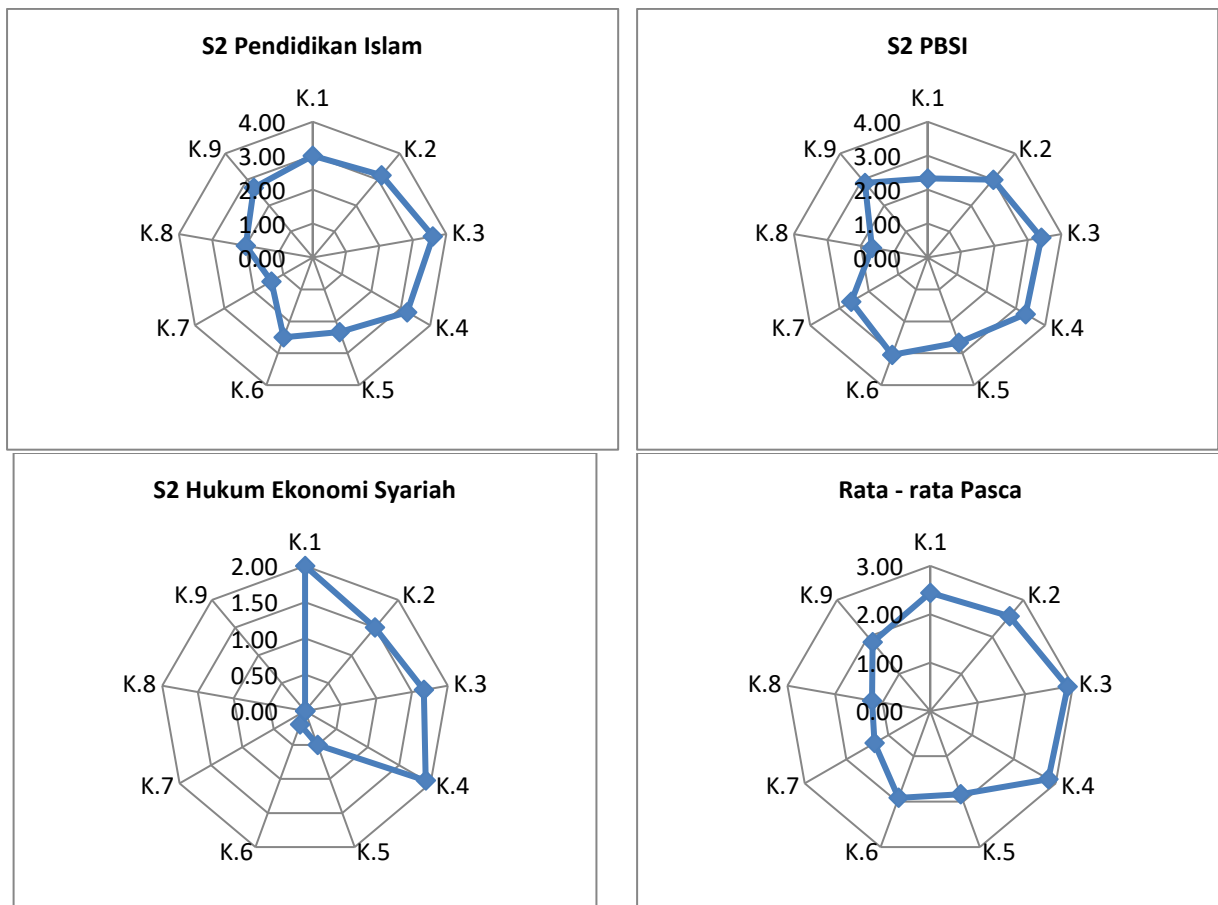 S2 Pendidikan Islam
K.1
K.2
K.3
K.4
K.5
K.6
K.7
K.8
K.9
4.00
3.00
2.00
1.00
0.00
S2 PBSI
K.1
K.2
K.3
K.4
K.5
K.6
K.7
K.8
K.9
4.00
3.00
2.00
1.00
0.00
S2 Hukum Ekonomi Syariah
K.1
K.2
K.3
K.4
K.5
K.6
K.7
K.8
K.9
2.00
1.50
1.00
0.50
0.00
Rata - rata Pasca
K.1
K.2
K.3
K.4
K.5
K.6
K.7
K.8
K.9
3.00
2.00
1.00
0.00